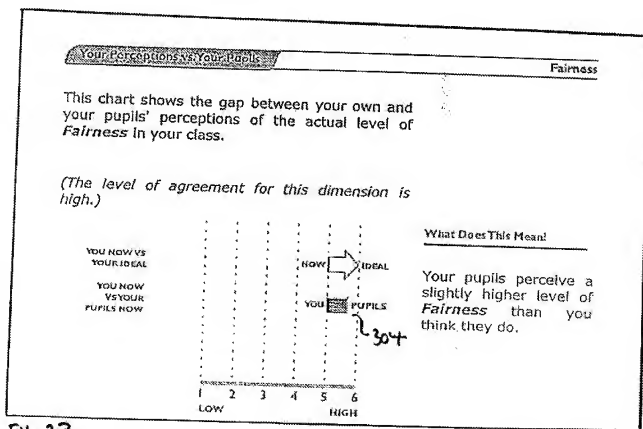 Your Perceptions vs. Your Pupils
Fairness
This chart shows the gap between your own and
your pupils' perceptions of the actual level of
Fairness in your class.
(The level of agreement for this dimension is
high.)
What Does This Mean?
Your pupils perceive a
slightly higher level of
Fairness than you
think they do.
YOU NOW VS
YOUR IDEAL
NOW IDEAL
YOU NOW
VS YOUR
PUPILS NOW
YOU PUPILS
304
1 2 3 4 5 6
LOW HIGH